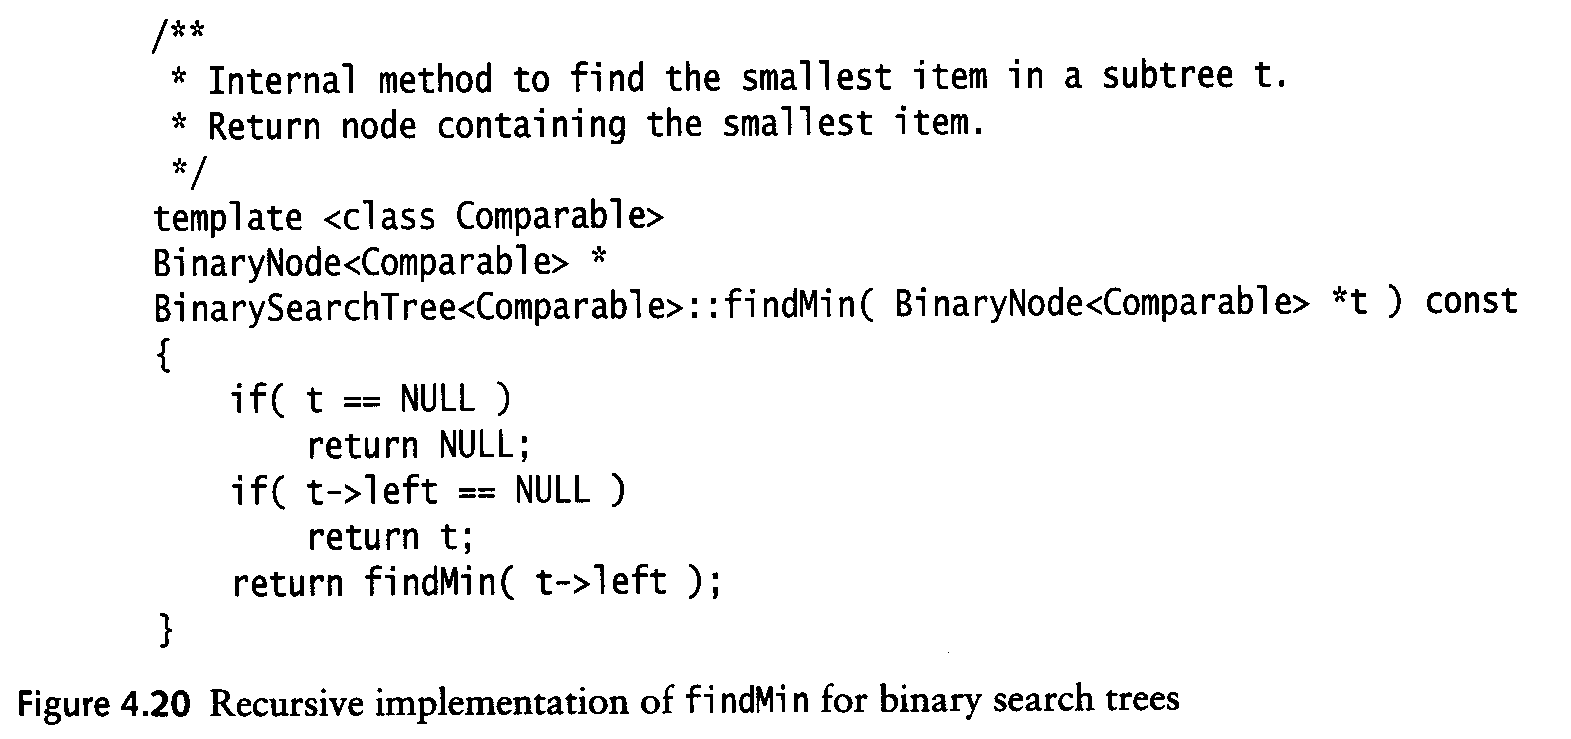 /**
 * Internal method to find the smallest item in a subtree t.
 * Return node containing the smallest item.
 */
template <class Comparable>
BinaryNode<Comparable> *
BinarySearchTree<Comparable>::findMin( BinaryNode<Comparable> *t ) const
{
    if( t == NULL )
        return NULL;
    if( t->left == NULL )
        return t;
    return findMin( t->left );
}
Figure 4.20 Recursive implementation of findMin for binary search trees